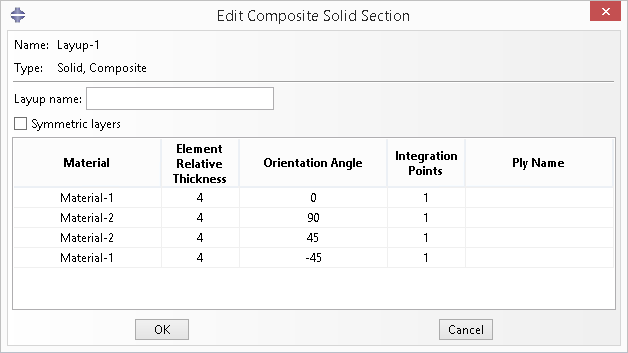 Edit Composite Solid Section
Name: Layup-1
Type: Solid, Composite
Layup name:
Symmetric layers
Material Element Relative Thickness Orientation Angle Integration Points Ply Name
Material-1 4 0 1
Material-2 4 90 1
Material-2 4 45 1
Material-1 4 -45 1
OK Cancel